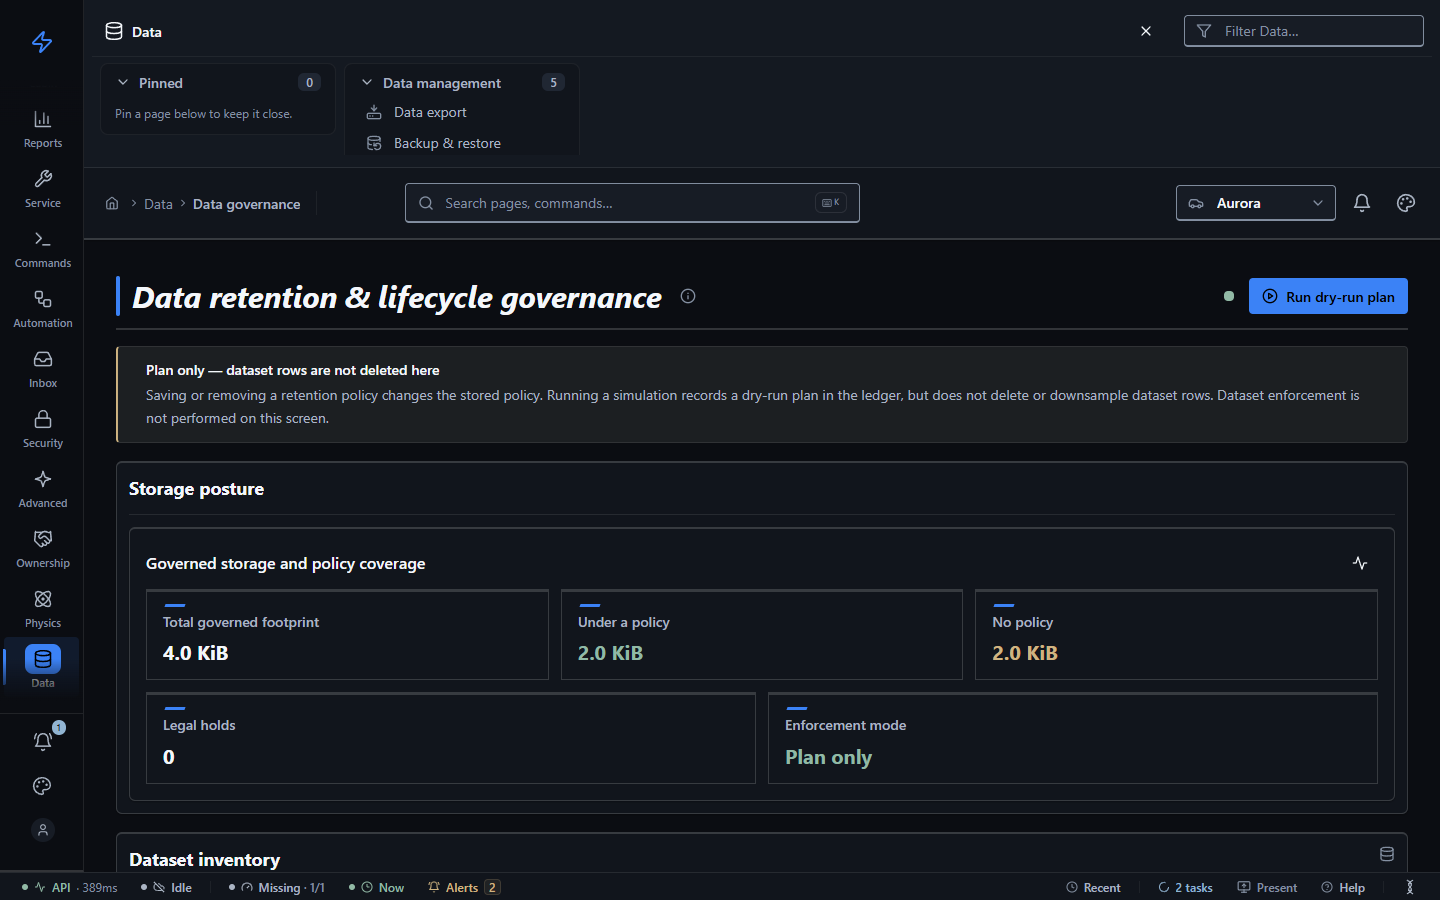 Data
Filter Data...
Pinned
0
Pin a page below to keep it close.
Data management
5
Data export
Backup & restore
Reports
Service
Commands
Automation
Inbox
Security
Advanced
Ownership
Physics
Data
1
Data
Data governance
Search pages, commands...
K
Aurora
Data retention & lifecycle governance
Run dry-run plan
Plan only — dataset rows are not deleted here
Saving or removing a retention policy changes the stored policy. Running a simulation records a dry-run plan in the ledger, but does not delete or downsample dataset rows. Dataset enforcement is
not performed on this screen.
Storage posture
Governed storage and policy coverage
Total governed footprint
4.0 KiB
Under a policy
2.0 KiB
No policy
2.0 KiB
Legal holds
0
Enforcement mode
Plan only
Dataset inventory
API · 389ms
Idle
Missing · 1/1
Now
Alerts 2
Recent
2 tasks
Present
Help